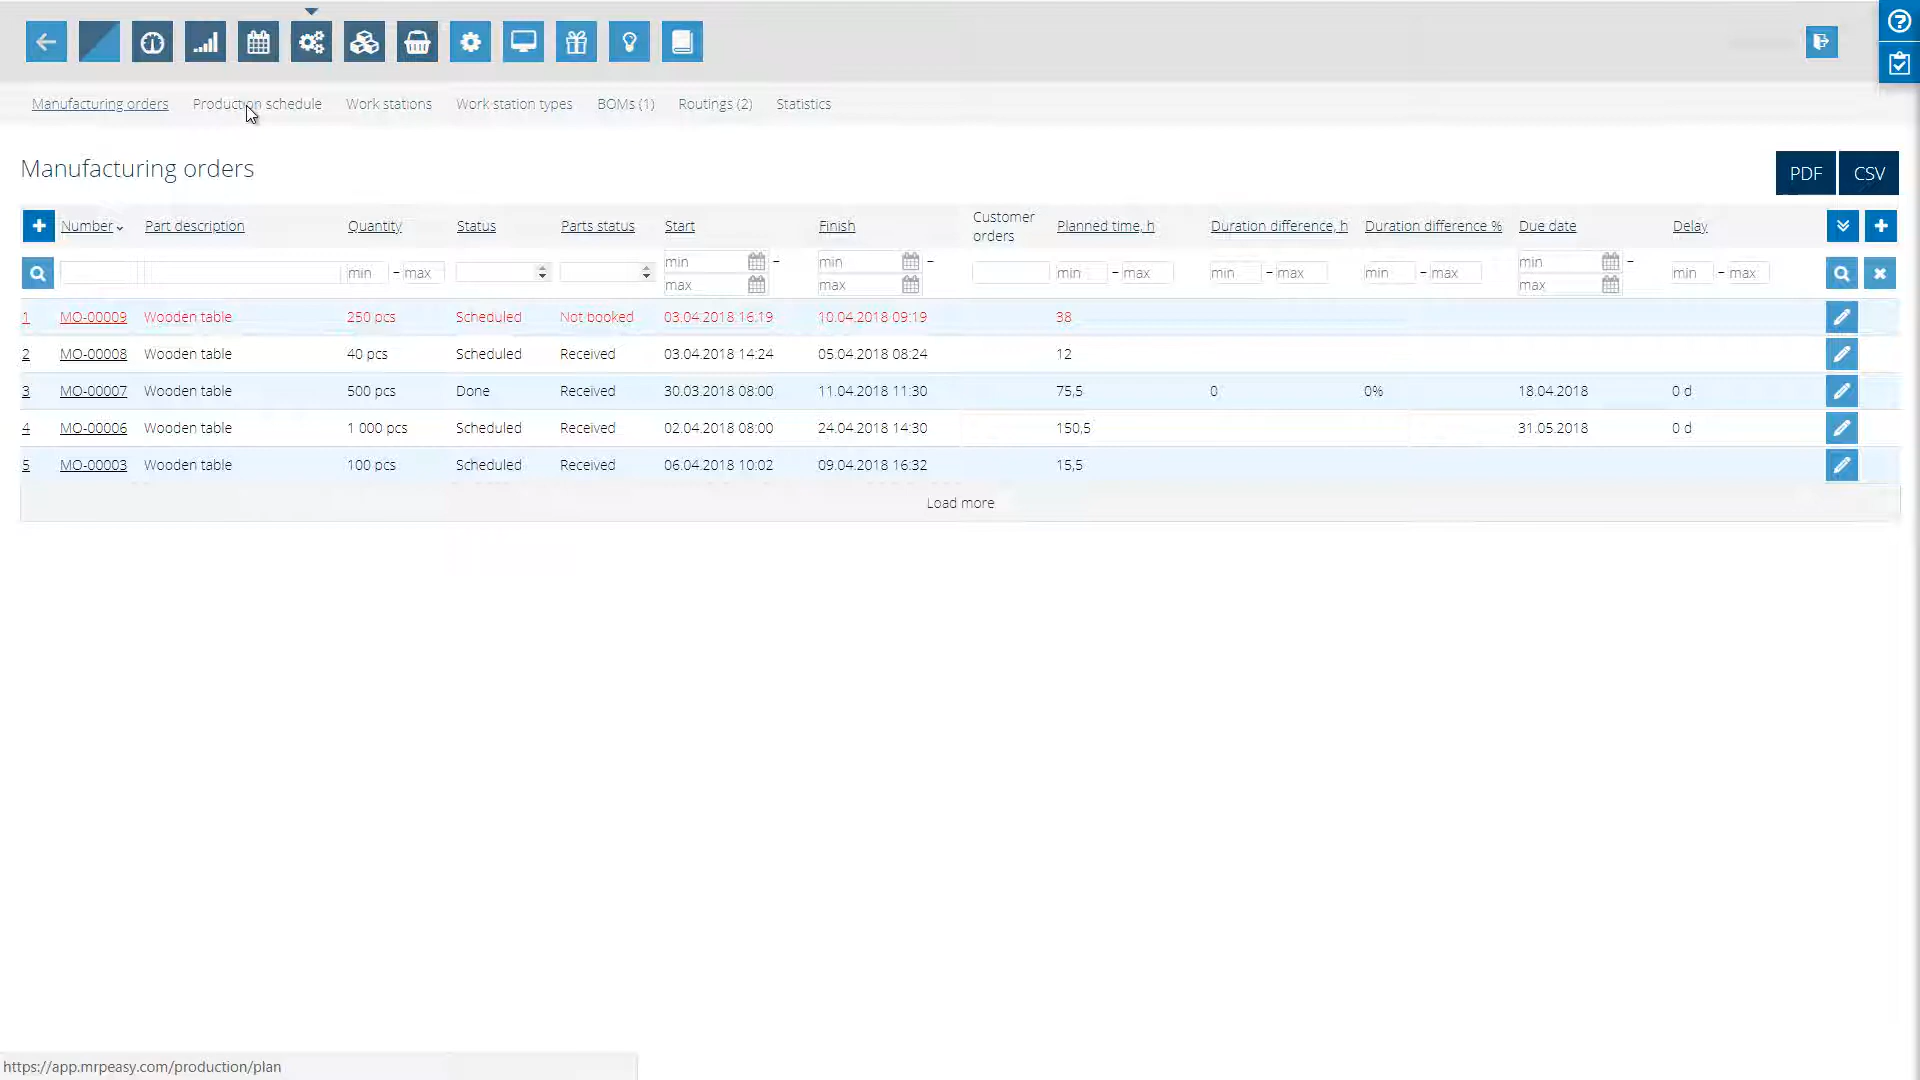 Manufacturing orders Production schedule Work stations Work station types BOMs (1) Routings (2) Statistics
Manufacturing orders
PDF CSV
Number Part description Quantity Status Parts status Start Finish Customer orders Planned time, h Duration difference, h Duration difference % Due date Delay
min – max min – max min – max min – max min – max min – max min – max min – max
1 MO-00009 Wooden table 250 pcs Scheduled Not booked 03.04.2018 16:19 10.04.2018 09:19 38
2 MO-00008 Wooden table 40 pcs Scheduled Received 03.04.2018 14:24 05.04.2018 08:24 12
3 MO-00007 Wooden table 500 pcs Done Received 30.03.2018 08:00 11.04.2018 11:30 75,5 0 0% 18.04.2018 0 d
4 MO-00006 Wooden table 1 000 pcs Scheduled Received 02.04.2018 08:00 24.04.2018 14:30 150,5 31.05.2018 0 d
5 MO-00003 Wooden table 100 pcs Scheduled Received 06.04.2018 10:02 09.04.2018 16:32 15,5
Load more
https://app.mrpeasy.com/production/plan